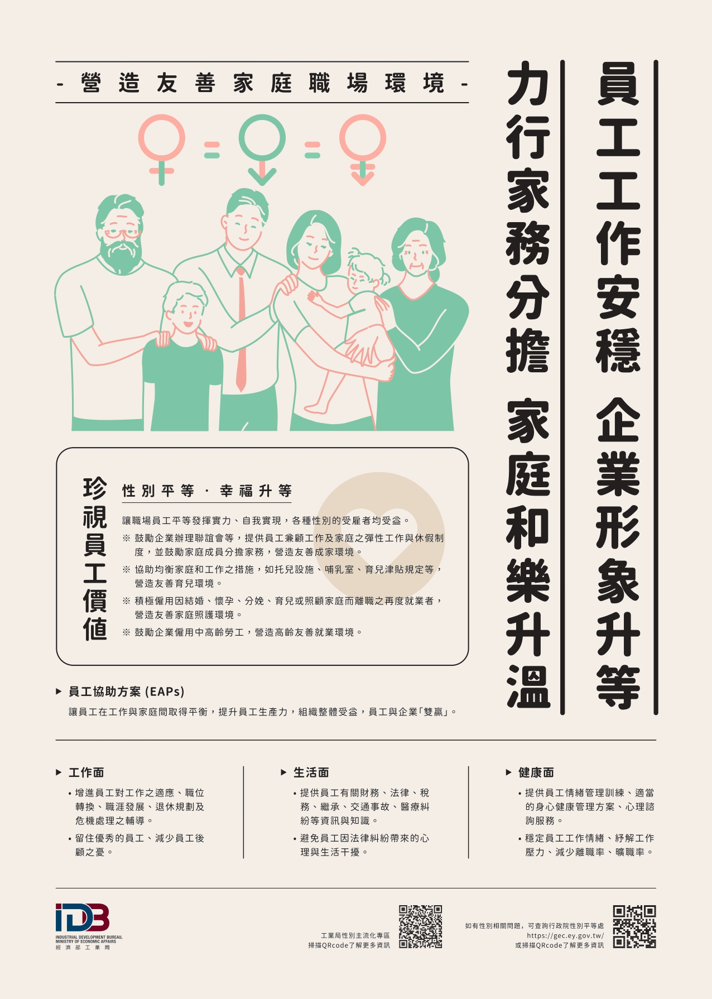 員工工作安穩 企業形象升等
力行家務分擔 家庭和樂升溫
- 營造友善家庭職場環境 -
珍視員工價值
性別平等 · 幸福升等
讓職場員工平等發揮實力、自我實現，各種性別的受雇者均受益。
※ 鼓勵企業辦理聯誼會等，提供員工兼顧工作及家庭之彈性工作與休假制
度，並鼓勵家庭成員分擔家務，營造友善成家環境。
※ 協助均衡家庭和工作之措施，如托兒設施、哺乳室、育兒津貼規定等，
營造友善育兒環境。
※ 積極僱用因結婚、懷孕、分娩、育兒或照顧家庭而離職之再度就業者，
營造友善家庭照護環境。
※ 鼓勵企業僱用中高齡勞工，營造高齡友善就業環境。
▶ 員工協助方案 (EAPs)
讓員工在工作與家庭間取得平衡，提升員工生產力，組織整體受益，員工與企業「雙贏」。
▶ 工作面
• 增進員工對工作之適應、職位
轉換、職涯發展、退休規劃及
危機處理之輔導。
• 留住優秀的員工、減少員工後
顧之憂。
▶ 生活面
• 提供員工有關財務、法律、稅
務、繼承、交通事故、醫療糾
紛等資訊與知識。
• 避免員工因法律糾紛帶來的心
理與生活干擾。
▶ 健康面
• 提供員工情緒管理訓練、適當
的身心健康管理方案、心理諮
詢服務。
• 穩定員工工作情緒、紓解工作
壓力、減少離職率、曠職率。
IDB
INDUSTRIAL DEVELOPMENT BUREAU,
MINISTRY OF ECONOMIC AFFAIRS
經濟部工業局
工業局性別主流化專區
掃描QRcode了解更多資訊
如有性別相關問題，可查詢行政院性別平等處
https://gec.ey.gov.tw/
或掃描QRcode了解更多資訊